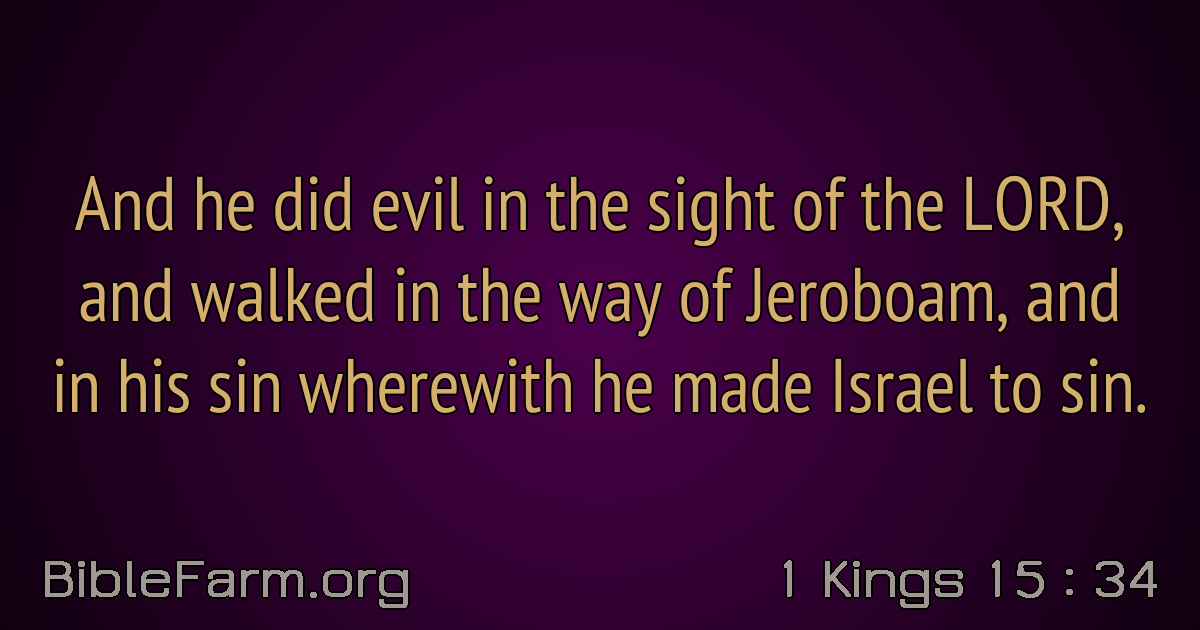 And he did evil in the sight of the LORD,
and walked in the way of Jeroboam, and
in his sin wherewith he made Israel to sin.
BibleFarm.org
1 Kings 15 : 34